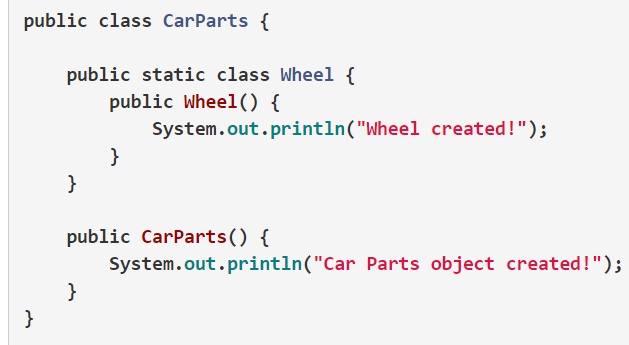 public class CarParts {
public static class Wheel {
public Wheel() {
System.out.println("Wheel created!");
}
}
public CarParts() {
System.out.println("Car Parts object created!");
}
}